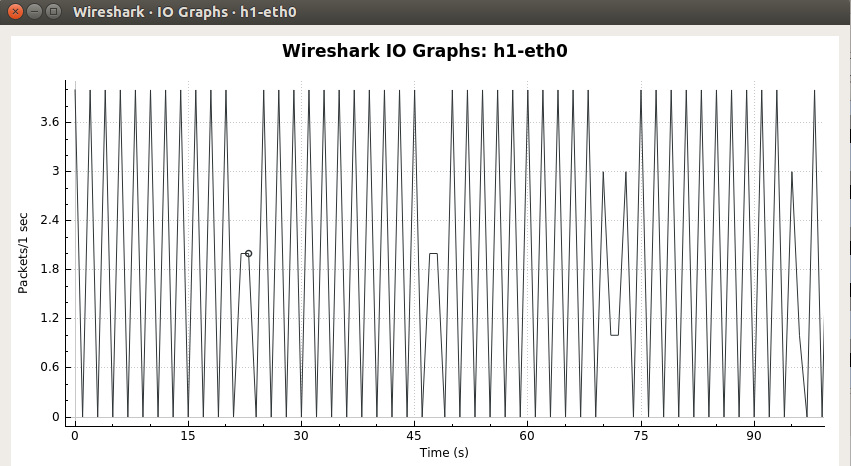 Wireshark · IO Graphs · h1-eth0
Wireshark IO Graphs: h1-eth0
Packets/1 sec
3.6
3
2.4
1.8
1.2
0.6
0
0 15 30 45 60 75 90
Time (s)